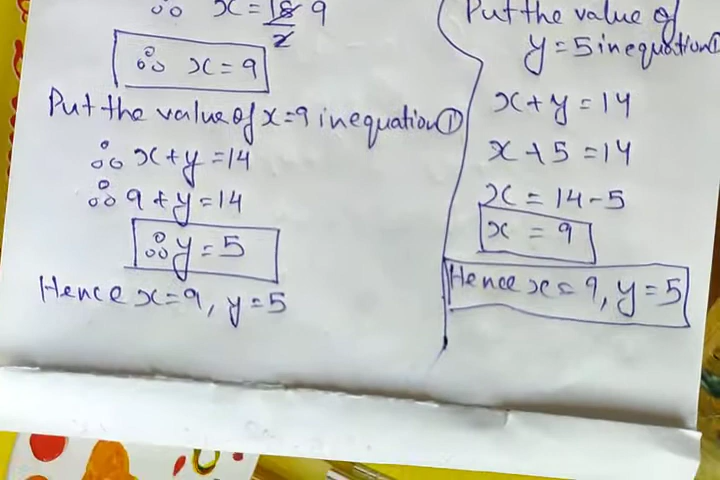 ∴ x = 18/2 9
∴ x = 9
Put the value of x=9 in equation ①
∴ x + y = 14
∴ 9 + y = 14
∴ y = 5
Hence x = 9, y = 5
Put the value of
y = 5 in equation ①
x + y = 14
x + 5 = 14
x = 14 - 5
x = 9
Hence x = 9, y = 5